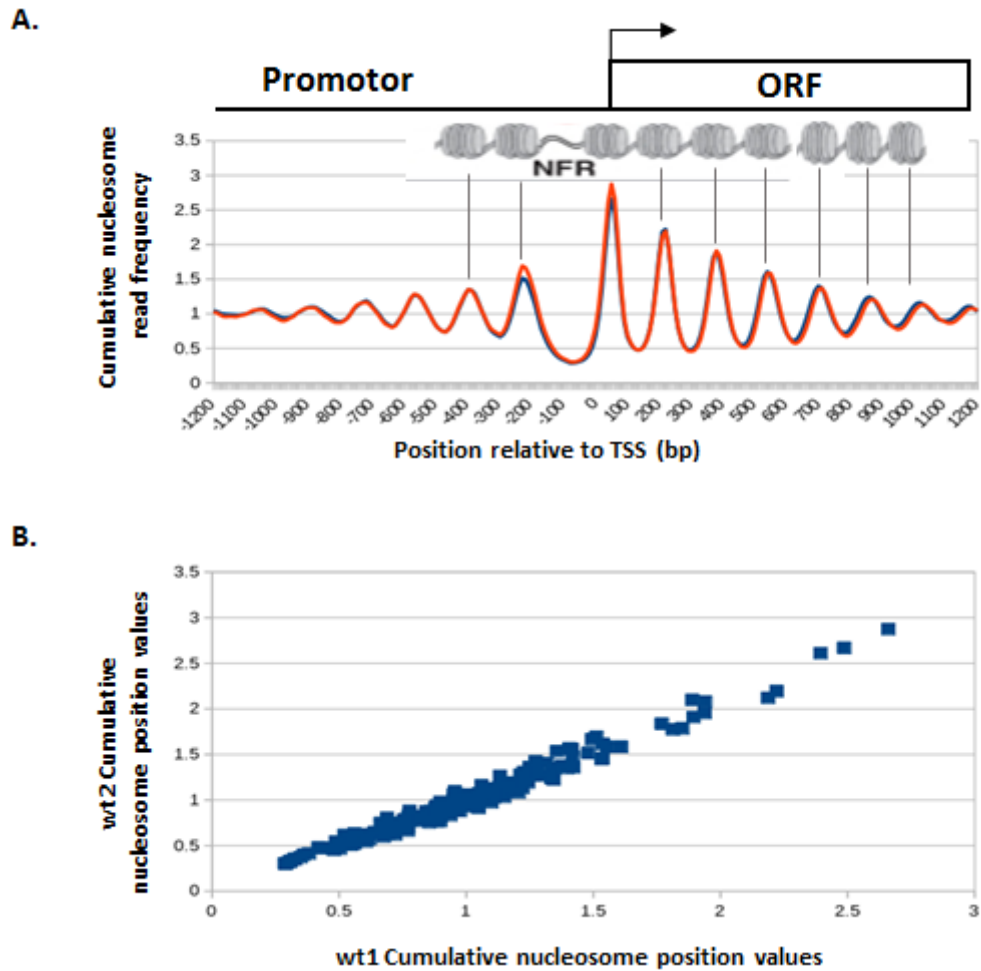 A.
Promotor
ORF
NFR
Cumulative nucleosome
read frequency
3.5
3
2.5
2
1.5
1
0.5
0
-1200 -1100 -1000 -900 -800 -700 -600 -500 -400 -300 -200 -100 0 100 200 300 400 500 600 700 800 900 1000 1100 1200
Position relative to TSS (bp)
B.
wt2 Cumulative
nucleosome position values
3.5
3
2.5
2
1.5
1
0.5
0
0 0.5 1 1.5 2 2.5 3
wt1 Cumulative nucleosome position values